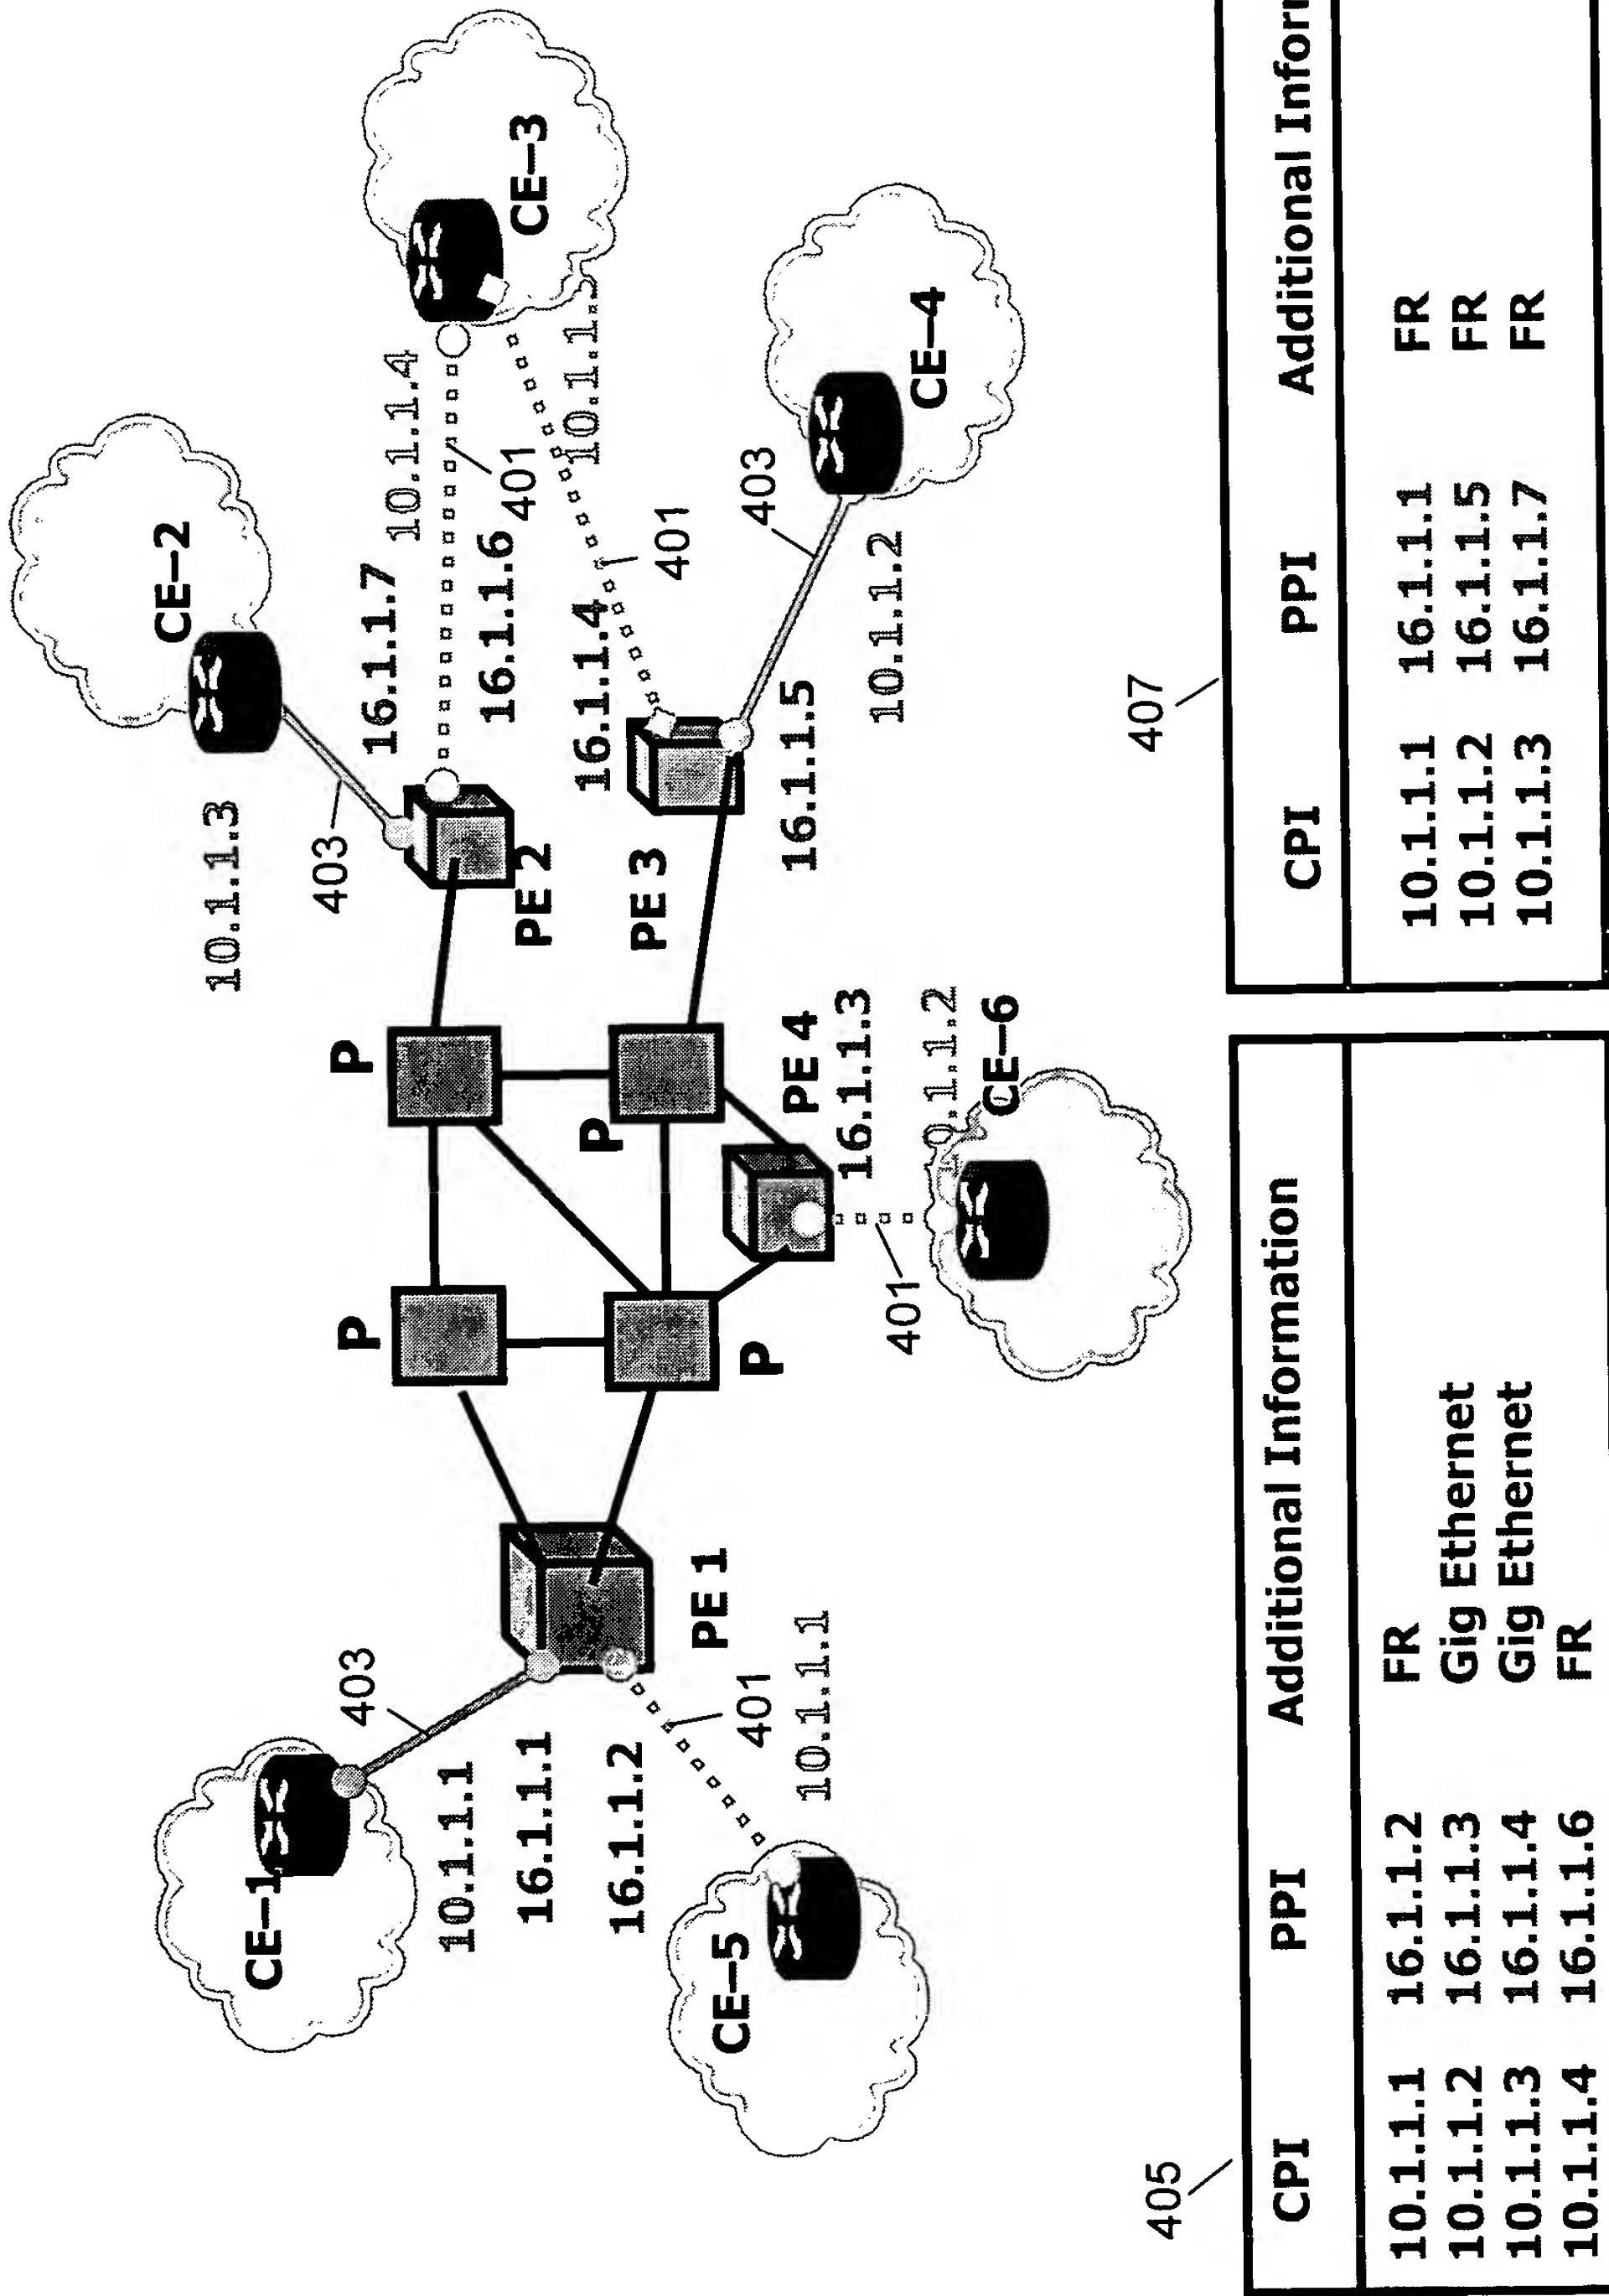 CE-2
10.1.1.3
403
16.1.1.7
10.1.1.4
CE-3
P
P
401
16.1.1.6
PE 2
CE-1
403
10.1.1.1
16.1.1.1
16.1.1.2
P
P
PE 3
16.1.1.4
401
403
CE-4
16.1.1.5
10.1.1.2
PE 1
401
10.1.1.1
CE-5
PE 4
16.1.1.3
401
CE-6
405
CPI PPI Additional Information
10.1.1.1 16.1.1.2 FR
10.1.1.2 16.1.1.3 Gig Ethernet
10.1.1.3 16.1.1.4 Gig Ethernet
10.1.1.4 16.1.1.6 FR
407
CPI PPI Additional
10.1.1.1 16.1.1.1 FR
10.1.1.2 16.1.1.5 FR
10.1.1.3 16.1.1.7 FR